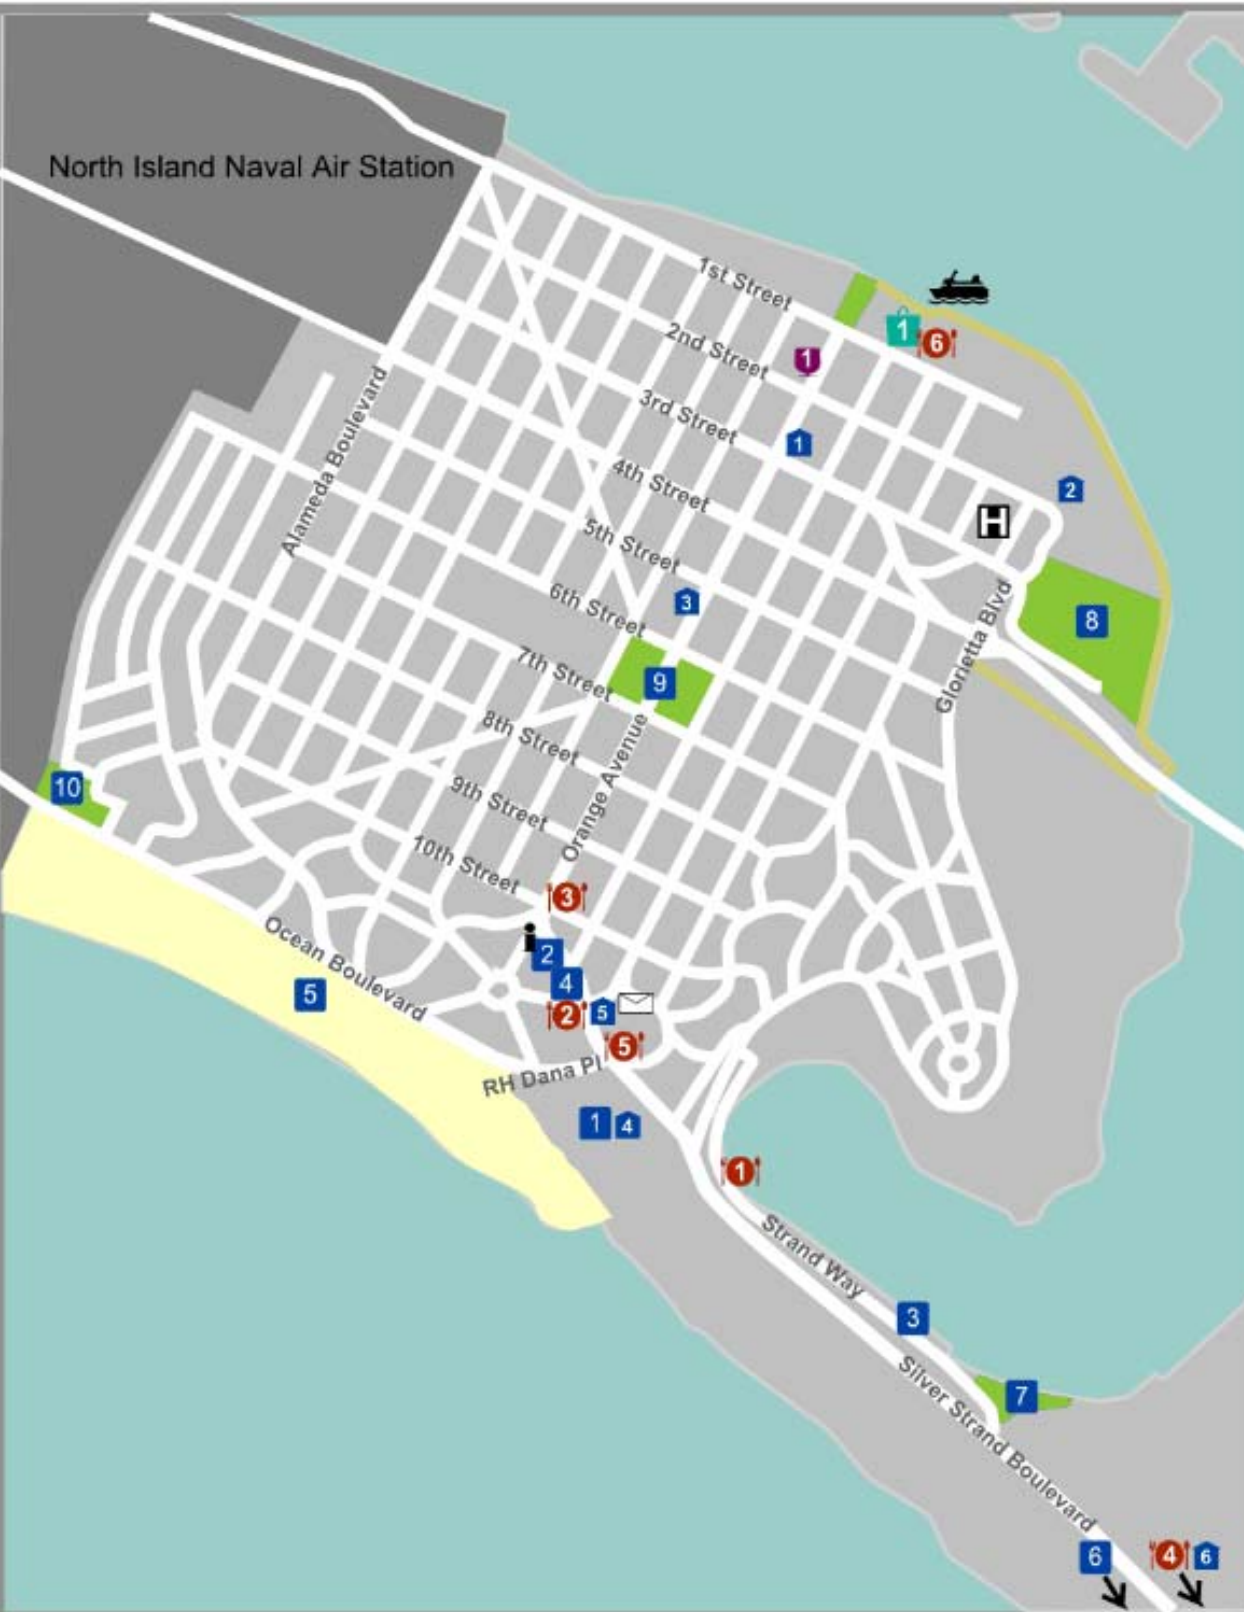 North Island Naval Air Station
1st Street
1
6
2nd Street
1
3rd Street
1
4th Street
2
H
5th Street
Alameda Boulevard
6th Street
3
8
Glorietta Blvd
7th Street
9
8th Street
Orange Avenue
10
9th Street
10th Street
3
Ocean Boulevard
i
2
4
5
2
5
5
RH Dana Pl
1
4
1
Strand Way
3
Silver Strand Boulevard
7
6
4
6